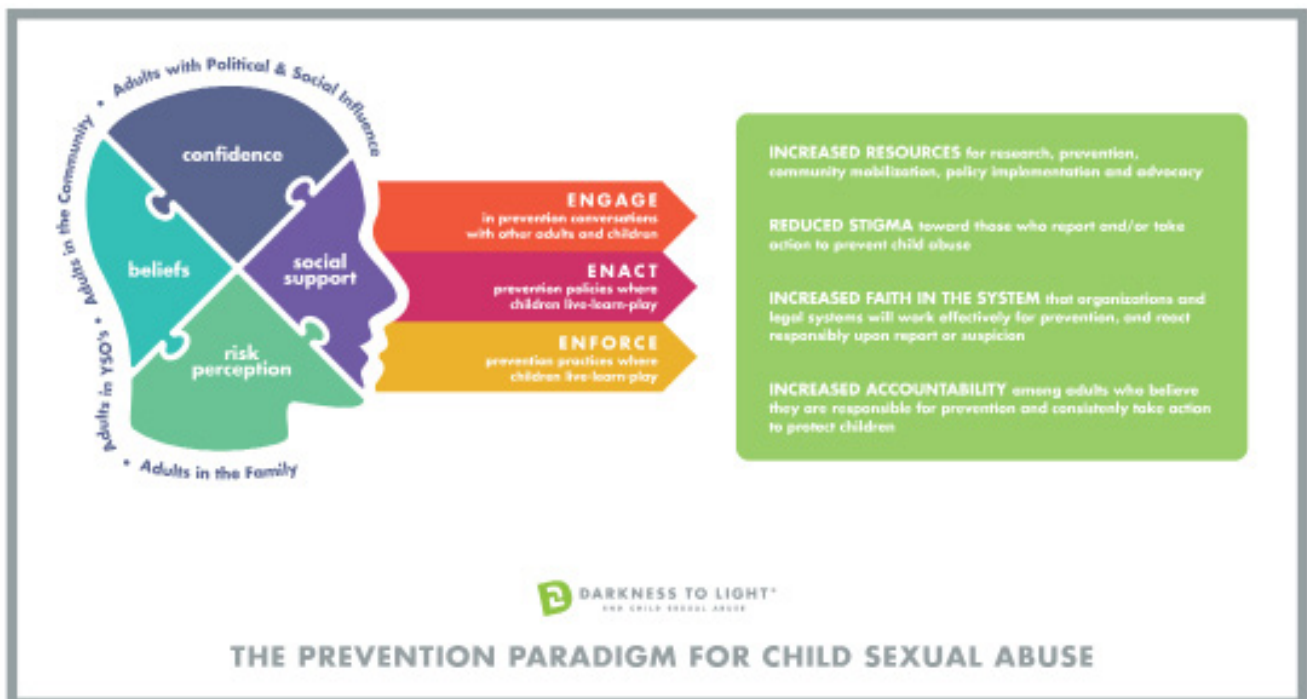 Adults in the Family • Adults in YSO's • Adults in the Community • Adults with Political & Social Influence
confidence
beliefs
social
support
risk
perception
ENGAGE
in prevention conversations
with other adults and children
ENACT
prevention policies where
children live-learn-play
ENFORCE
prevention practices where
children live-learn-play
INCREASED RESOURCES for research, prevention,
community mobilization, policy implementation and advocacy
REDUCED STIGMA toward those who report and/or take
action to prevent child abuse
INCREASED FAITH IN THE SYSTEM that organizations and
legal systems will work effectively for prevention, and react
responsibly upon report or suspicion
INCREASED ACCOUNTABILITY among adults who believe
they are responsible for prevention and consistenly take action
to protect children
DARKNESS TO LIGHT
END CHILD SEXUAL ABUSE
THE PREVENTION PARADIGM FOR CHILD SEXUAL ABUSE